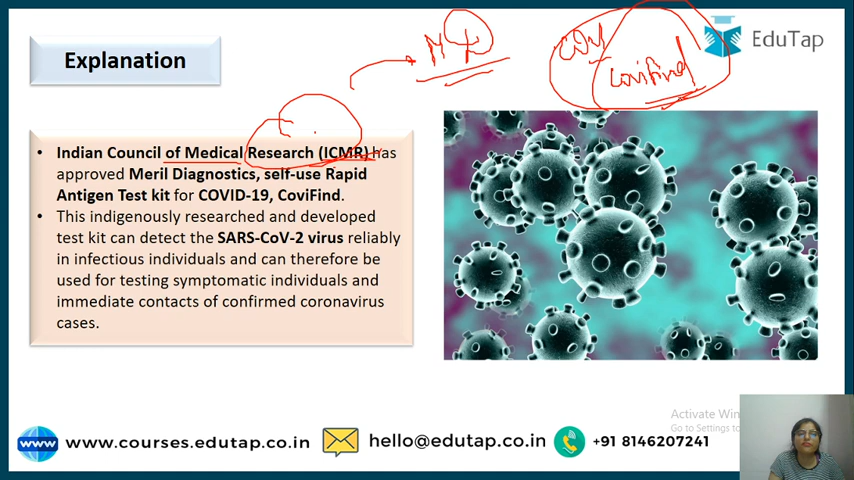 Explanation
EduTap
CoviFind
• Indian Council of Medical Research (ICMR) has
approved Meril Diagnostics, self-use Rapid
Antigen Test kit for COVID-19, CoviFind.
• This indigenously researched and developed
test kit can detect the SARS-CoV-2 virus reliably
in infectious individuals and can therefore be
used for testing symptomatic individuals and
immediate contacts of confirmed coronavirus
cases.
Activate Win
Go to Settings to
www.courses.edutap.co.in
hello@edutap.co.in
+91 8146207241